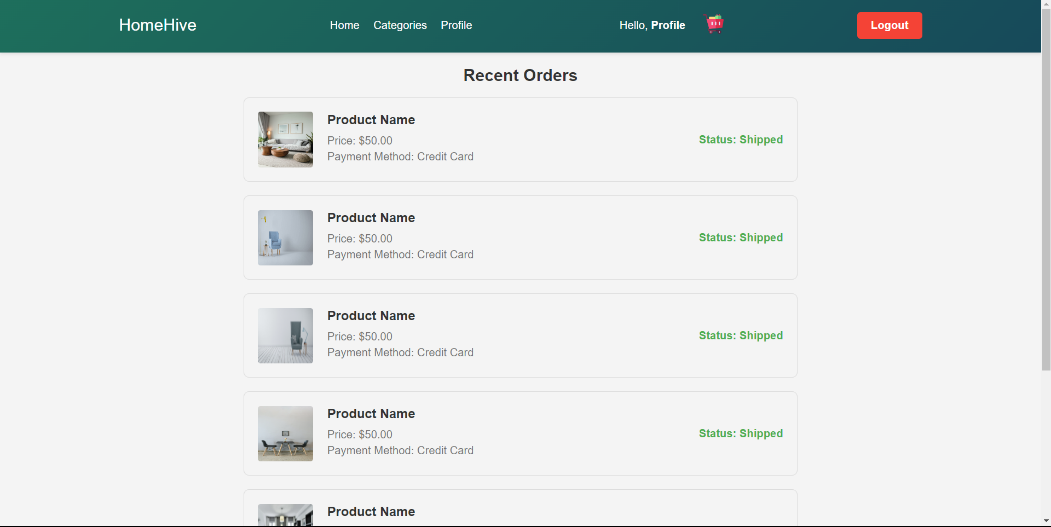 HomeHive
Home Categories Profile
Hello, Profile
Logout
Recent Orders
Product Name
Price: $50.00
Payment Method: Credit Card
Status: Shipped
Product Name
Price: $50.00
Payment Method: Credit Card
Status: Shipped
Product Name
Price: $50.00
Payment Method: Credit Card
Status: Shipped
Product Name
Price: $50.00
Payment Method: Credit Card
Status: Shipped
Product Name